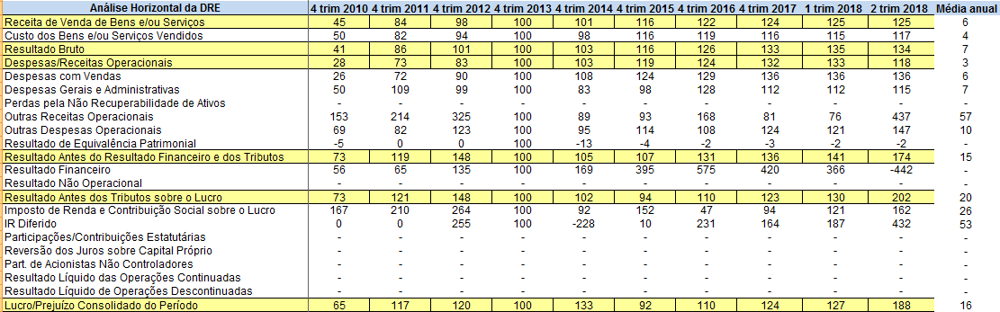 Análise Horizontal da DRE 4 trim 2010 4 trim 2011 4 trim 2012 4 trim 2013 4 trim 2014 4 trim 2015 4 trim 2016 4 trim 2017 1 trim 2018 2 trim 2018 Média anual
Receita de Venda de Bens e/ou Serviços 45 84 98 100 101 116 122 124 125 125 6
Custo dos Bens e/ou Serviços Vendidos 50 82 94 100 98 116 119 116 115 117 4
Resultado Bruto 41 86 101 100 103 116 126 133 135 134 7
Despesas/Receitas Operacionais 28 73 83 100 103 119 124 132 133 118 3
Despesas com Vendas 26 72 90 100 108 124 129 136 136 136 6
Despesas Gerais e Administrativas 50 109 99 100 83 98 128 112 112 115 7
Perdas pela Não Recuperabilidade de Ativos - - - - - - - - - - -
Outras Receitas Operacionais 153 214 325 100 89 93 168 81 76 437 57
Outras Despesas Operacionais 69 82 123 100 95 114 108 124 121 147 10
Resultado de Equivalência Patrimonial -5 0 0 100 -13 -4 -2 -3 -2 -2 -
Resultado Antes do Resultado Financeiro e dos Tributos 73 119 148 100 105 107 131 136 141 174 15
Resultado Financeiro 56 65 135 100 169 395 575 420 366 -442 -
Resultado Não Operacional - - - - - - - - - -
Resultado Antes dos Tributos sobre o Lucro 73 121 148 100 102 94 110 123 130 202 20
Imposto de Renda e Contribuição Social sobre o Lucro 167 210 264 100 92 152 47 94 121 162 26
IR Diferido 0 0 255 100 -228 10 231 164 187 432 53
Participações/Contribuições Estatutárias - - - - - - - - - - -
Reversão dos Juros sobre Capital Próprio - - - - - - - - - - -
Part. de Acionistas Não Controladores - - - - - - - - - - -
Resultado Líquido das Operações Continuadas - - - - - - - - - - -
Resultado Líquido de Operações Descontinuadas - - - - - - - - - - -
Lucro/Prejuízo Consolidado do Período 65 117 120 100 133 92 110 124 127 188 16